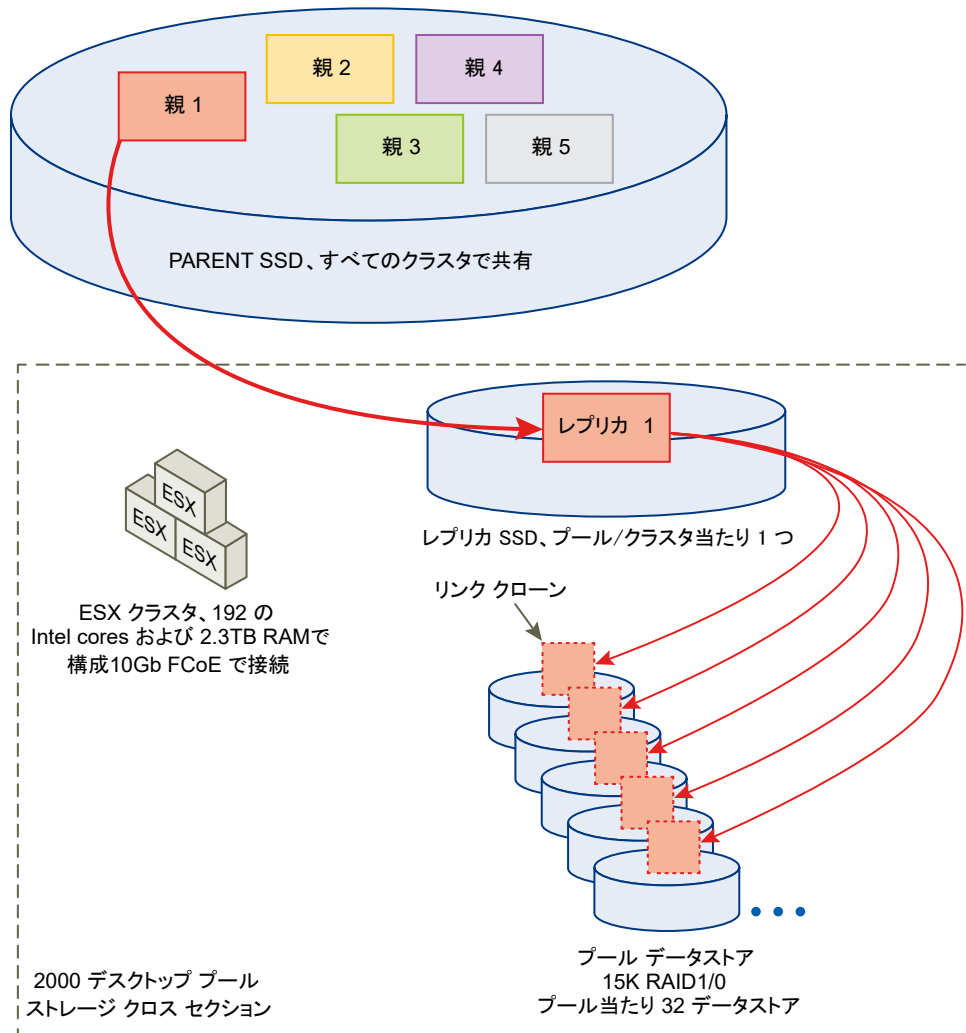 親 1
親 2
親 4
親 3
親 5
PARENT SSD、すべてのクラスタで共有
レプリカ 1
レプリカ SSD、プール/クラスタ当たり 1 つ
ESX
ESX
ESX
ESX クラスタ、192 の
Intel cores および 2.3TB RAMで
構成10Gb FCoE で接続
リンク クローン
プール データストア
15K RAID1/0
プール当たり 32 データストア
2000 デスクトップ プール
ストレージ クロス セクション